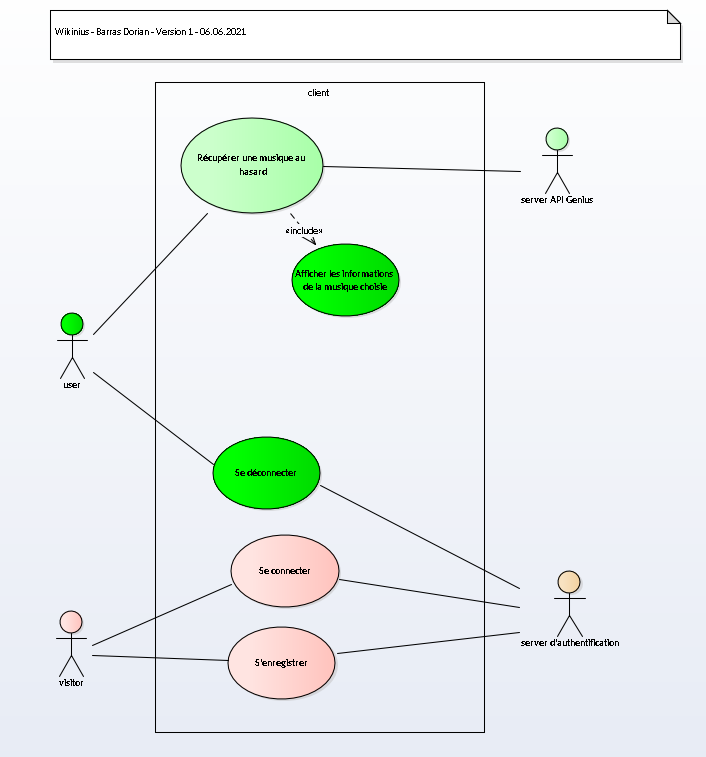 Wikinius - Barras Dorian - Version 1 - 06.06.2021
client
Récupérer une musique au
hasard
server API Genius
«include»
Afficher les informations
de la musique choisie
user
Se déconnecter
Se connecter
server d'authentification
S'enregistrer
visitor